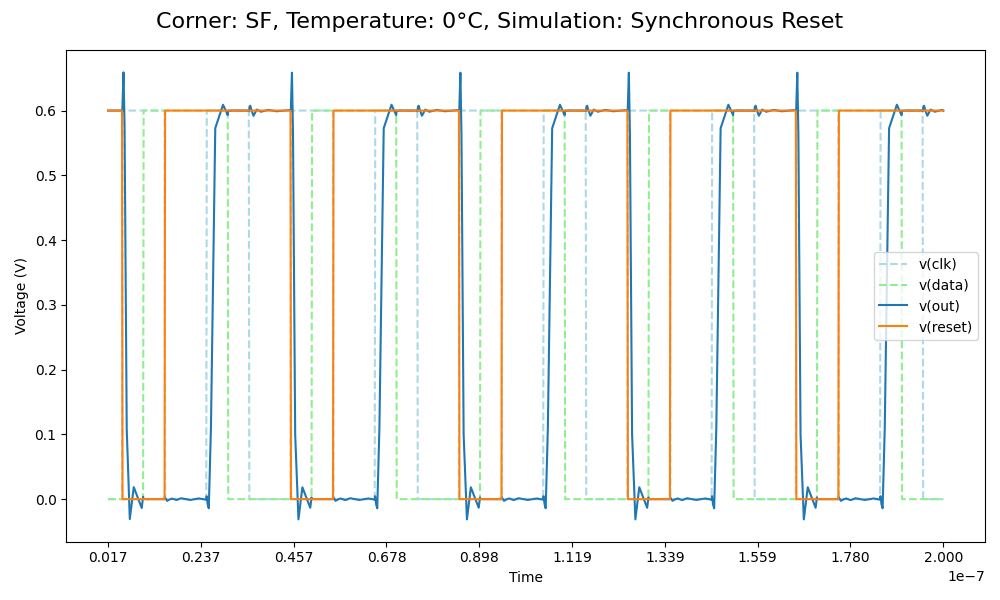 Corner: SF, Temperature: 0°C, Simulation: Synchronous Reset
Voltage (V)
0.6
0.5
0.4
0.3
0.2
0.1
0.0
v(clk)
v(data)
v(out)
v(reset)
0.017 0.237 0.457 0.678 0.898 1.119 1.339 1.559 1.780 2.000
1e−7
Time